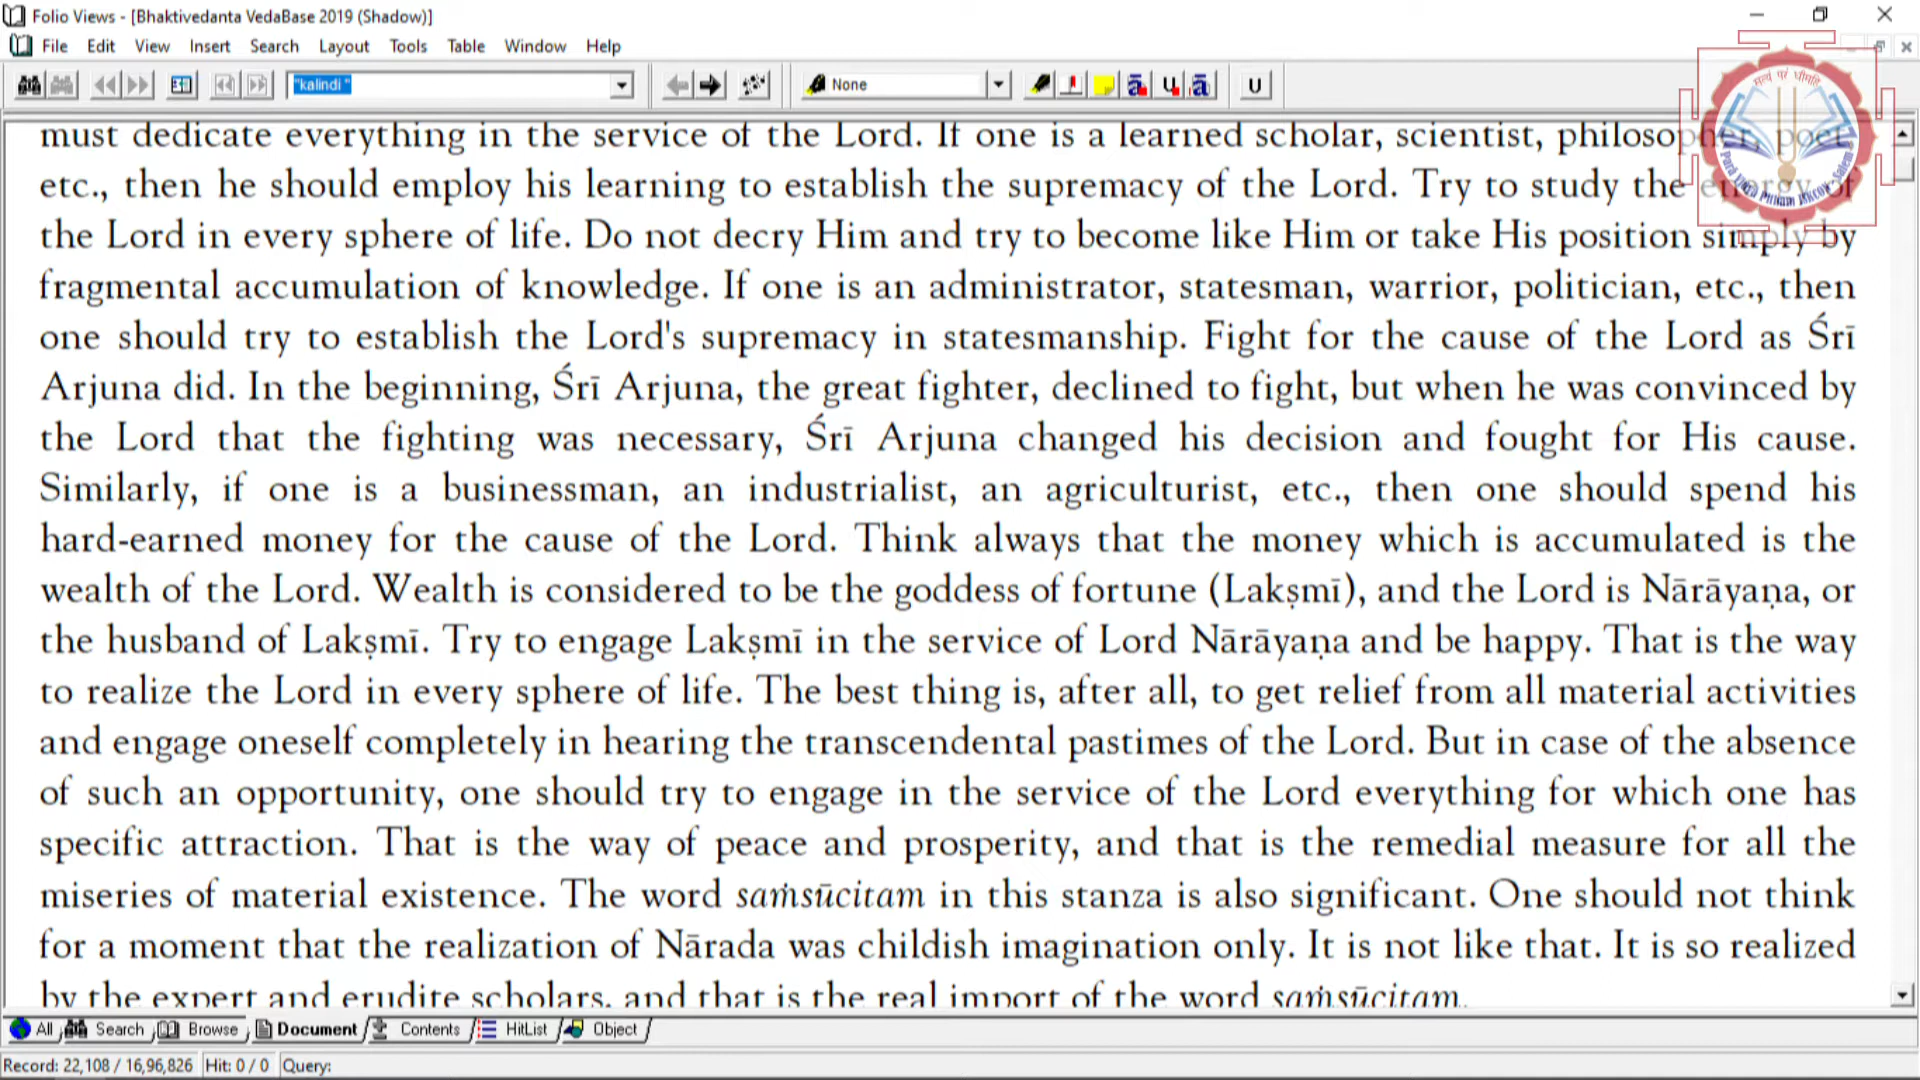 Folio Views - [Bhaktivedanta VedaBase 2019 (Shadow)]
File Edit View Insert Search Layout Tools Table Window Help
"kalindi " None U
must dedicate everything in the service of the Lord. If one is a learned scholar, scientist, philosopher, poet,
etc., then he should employ his learning to establish the supremacy of the Lord. Try to study the energy of
the Lord in every sphere of life. Do not decry Him and try to become like Him or take His position simply by
fragmental accumulation of knowledge. If one is an administrator, statesman, warrior, politician, etc., then
one should try to establish the Lord's supremacy in statesmanship. Fight for the cause of the Lord as Śrī
Arjuna did. In the beginning, Śrī Arjuna, the great fighter, declined to fight, but when he was convinced by
the Lord that the fighting was necessary, Śrī Arjuna changed his decision and fought for His cause.
Similarly, if one is a businessman, an industrialist, an agriculturist, etc., then one should spend his
hard-earned money for the cause of the Lord. Think always that the money which is accumulated is the
wealth of the Lord. Wealth is considered to be the goddess of fortune (Lakṣmī), and the Lord is Nārāyaṇa, or
the husband of Lakṣmī. Try to engage Lakṣmī in the service of Lord Nārāyaṇa and be happy. That is the way
to realize the Lord in every sphere of life. The best thing is, after all, to get relief from all material activities
and engage oneself completely in hearing the transcendental pastimes of the Lord. But in case of the absence
of such an opportunity, one should try to engage in the service of the Lord everything for which one has
specific attraction. That is the way of peace and prosperity, and that is the remedial measure for all the
miseries of material existence. The word saṁsūcitam in this stanza is also significant. One should not think
for a moment that the realization of Nārada was childish imagination only. It is not like that. It is so realized
by the expert and erudite scholars, and that is the real import of the word saṁsūcitam.
All Search Browse Document Contents HitList Object
Record: 22,108 / 16,96,826 Hit: 0 / 0 Query: